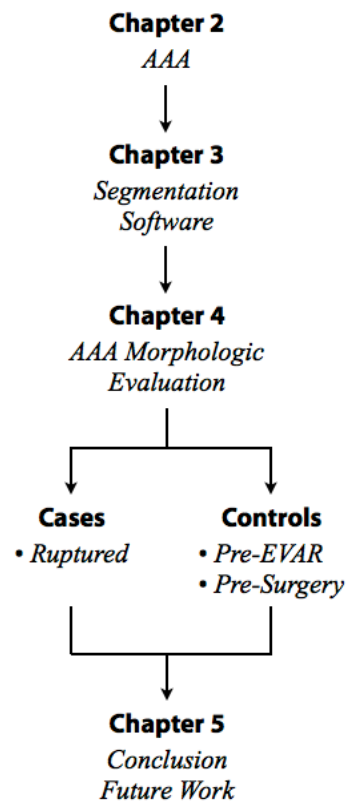 Chapter 2
AAA
Chapter 3
Segmentation
Software
Chapter 4
AAA Morphologic
Evaluation
Cases
• Ruptured
Controls
• Pre-EVAR
• Pre-Surgery
Chapter 5
Conclusion
Future Work